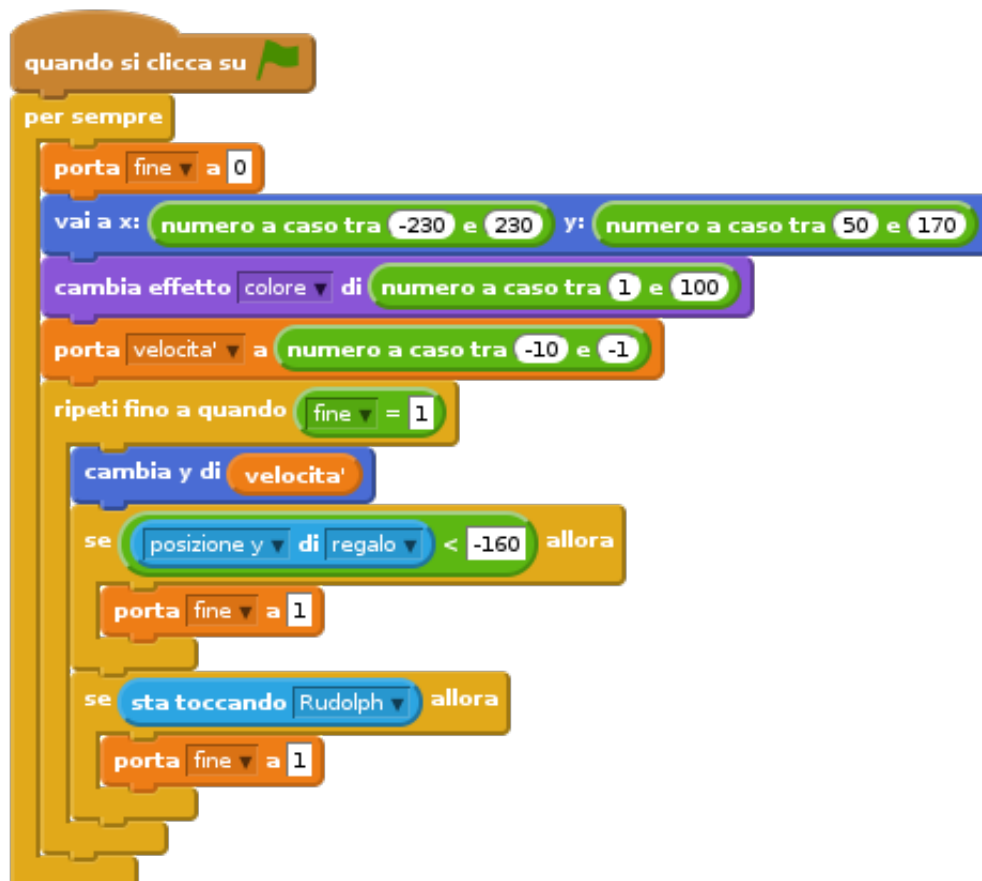 quando si clicca su
per sempre
porta fine a 0
vai a x: numero a caso tra -230 e 230 y: numero a caso tra 50 e 170
cambia effetto colore di numero a caso tra 1 e 100
porta velocita' a numero a caso tra -10 e -1
ripeti fino a quando fine = 1
cambia y di velocita'
se posizione y di regalo < -160 allora
porta fine a 1
se sta toccando Rudolph allora
porta fine a 1